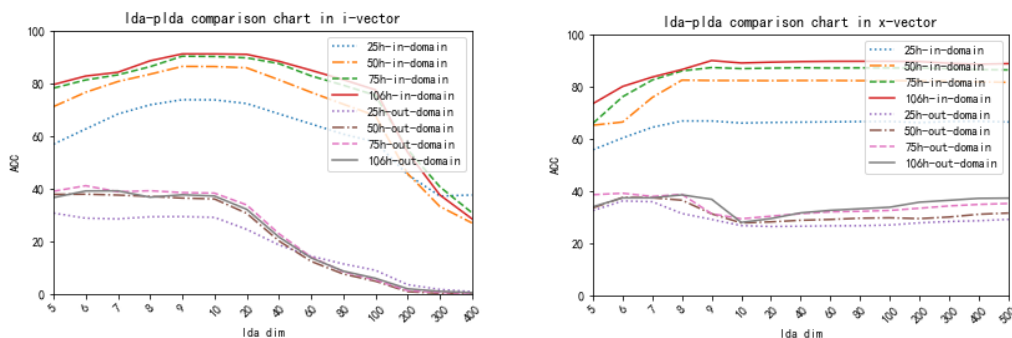 lda-plda comparison chart in i-vector
100
80
60
40
20
0
ACC
5 6 7 8 9 10 20 40 60 80 100 200 300 400
lda dim
25h-in-domain
50h-in-domain
75h-in-domain
106h-in-domain
25h-out-domain
50h-out-domain
75h-out-domain
106h-out-domain
lda-plda comparison chart in x-vector
100
80
60
40
20
0
ACC
5 6 7 8 9 10 20 40 60 80 100 200 300 400 500
lda dim
25h-in-domain
50h-in-domain
75h-in-domain
106h-in-domain
25h-out-domain
50h-out-domain
75h-out-domain
106h-out-domain